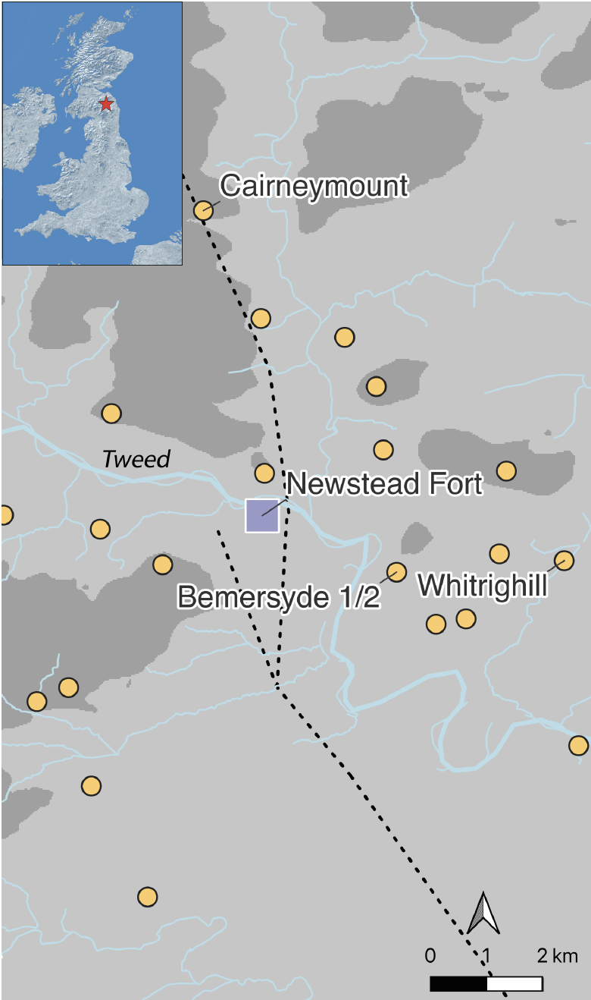 Cairneymount
Tweed
Newstead Fort
Bemersyde 1/2
Whitrighill
0 1 2 km